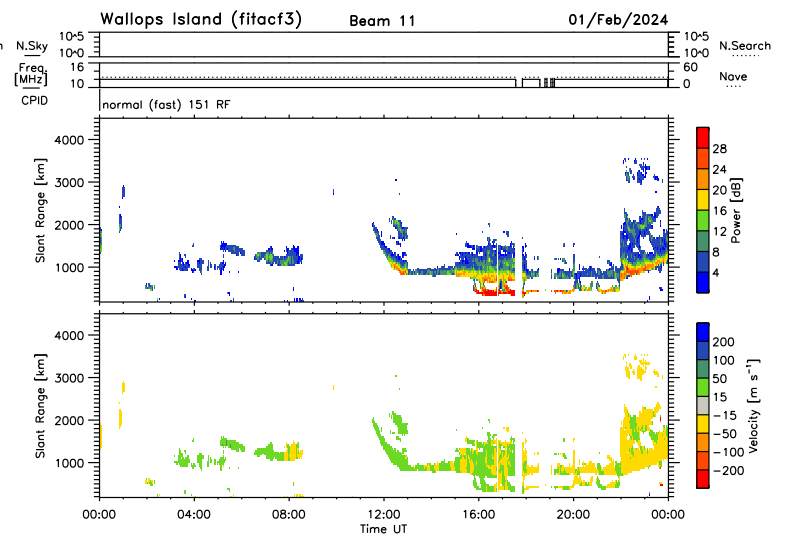 Wallops Island (fitacf3) Beam 11 01/Feb/2024
10^5 10^5
N.Sky N.Search
10^0 10^0
Freq. 16 60
[MHz] Nave
10 0
CPID normal (fast) 151 RF
4000
3000
2000
1000
Slant Range [km]
28
24
20
16
12
8
4
Power [dB]
4000
3000
2000
1000
Slant Range [km]
200
100
50
15
-15
-50
-100
-200
Velocity [m s⁻¹]
00:00 04:00 08:00 12:00 16:00 20:00 00:00
Time UT